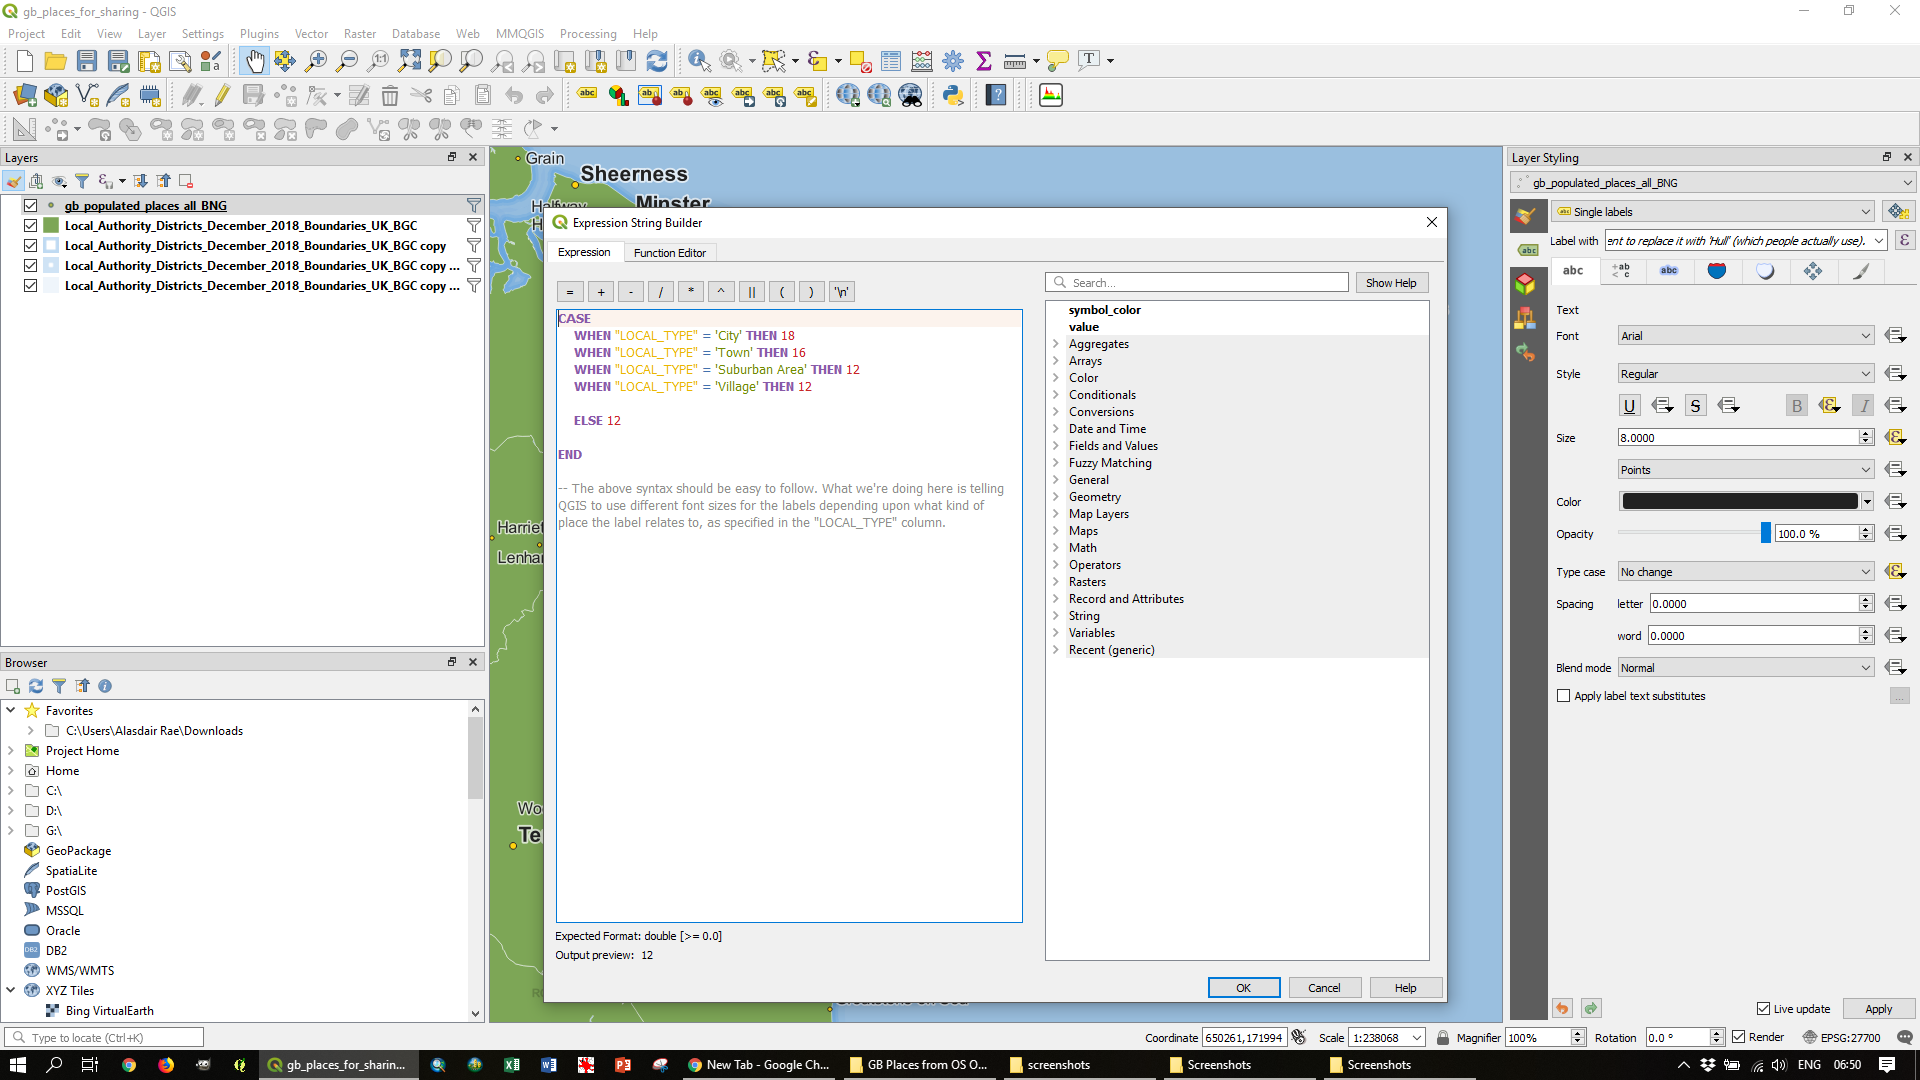 gb_places_for_sharing - QGIS
Project Edit View Layer Settings Plugins Vector Raster Database Web MMQGIS Processing Help
Layers
gb_populated_places_all_BNG
Local_Authority_Districts_December_2018_Boundaries_UK_BGC
Local_Authority_Districts_December_2018_Boundaries_UK_BGC copy
Local_Authority_Districts_December_2018_Boundaries_UK_BGC copy ...
Local_Authority_Districts_December_2018_Boundaries_UK_BGC copy ...
Browser
Favorites
C:\Users\Alasdair Rae\Downloads
Project Home
Home
C:\
D:\
G:\
GeoPackage
SpatiaLite
PostGIS
MSSQL
Oracle
DB2
WMS/WMTS
XYZ Tiles
Bing VirtualEarth
Grain
Sheerness
Minster
Halfway
Harriet
Lenha
Wo
Te
Expression String Builder
Expression
Function Editor
= + - / * ^ || ( ) '\n'
CASE
WHEN "LOCAL_TYPE" = 'City' THEN 18
WHEN "LOCAL_TYPE" = 'Town' THEN 16
WHEN "LOCAL_TYPE" = 'Suburban Area' THEN 12
WHEN "LOCAL_TYPE" = 'Village' THEN 12
ELSE 12
END
-- The above syntax should be easy to follow. What we're doing here is telling
QGIS to use different font sizes for the labels depending upon what kind of
place the label relates to, as specified in the "LOCAL_TYPE" column.
Expected Format: double [>= 0.0]
Output preview: 12
Search...
Show Help
symbol_color
value
Aggregates
Arrays
Color
Conditionals
Conversions
Date and Time
Fields and Values
Fuzzy Matching
General
Geometry
Map Layers
Maps
Math
Operators
Rasters
Record and Attributes
String
Variables
Recent (generic)
OK
Cancel
Help
Layer Styling
gb_populated_places_all_BNG
Single labels
Label with ent to replace it with 'Hull' (which people actually use).
Text
Font Arial
Style Regular
U S B I
Size 8.0000
Points
Color
Opacity 100.0 %
Type case No change
Spacing letter 0.0000
word 0.0000
Blend mode Normal
Apply label text substitutes
Live update
Apply
Type to locate (Ctrl+K)
Coordinate 650261,171994 Scale 1:238068 Magnifier 100% Rotation 0.0 ° Render EPSG:27700
gb_places_for_sharin...
New Tab - Google Ch...
GB Places from OS O...
screenshots
Screenshots
Screenshots
ENG
06:50